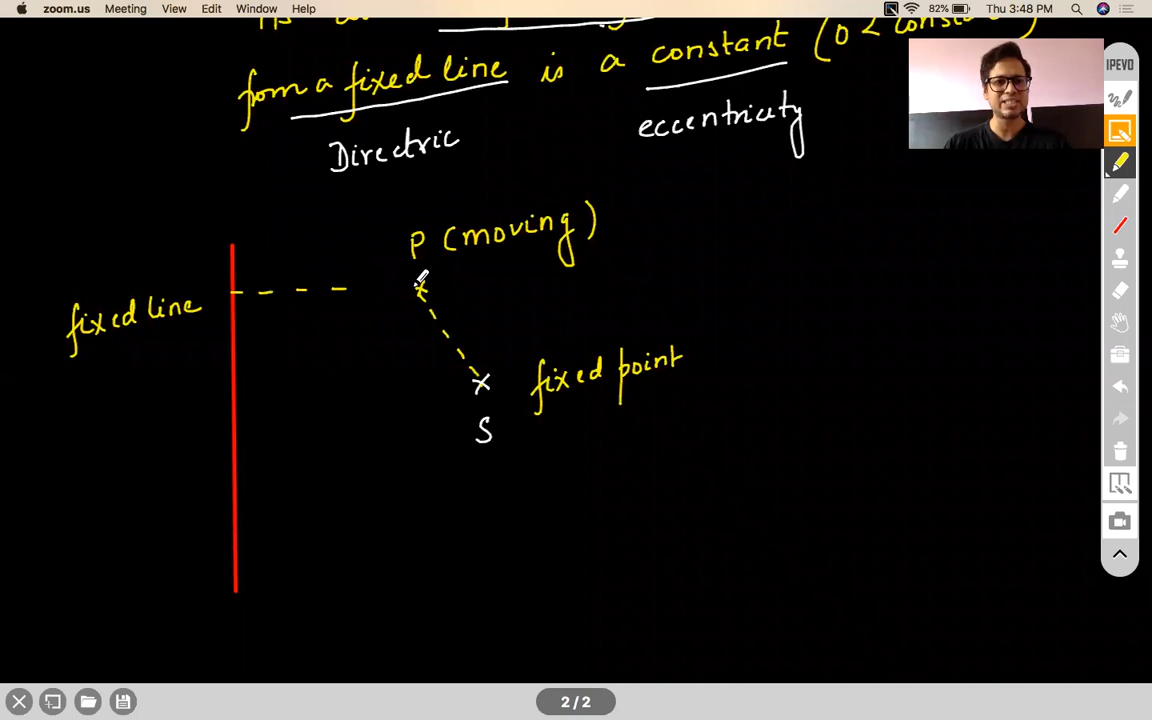 zoom.us Meeting View Edit Window Help 82% Thu 3:48 PM
from a fixed line is a constant (0 <
Directric eccentricity
IPEVO
P (moving)
fixed line
fixed point
S
2 / 2